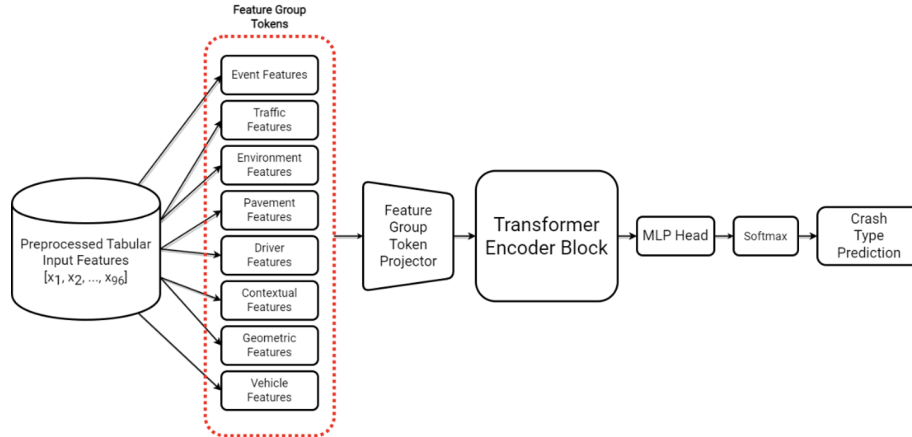 Feature Group
Tokens
Event Features
Traffic
Features
Environment
Features
Pavement
Features
Driver
Features
Contextual
Features
Geometric
Features
Vehicle
Features
Preprocessed Tabular
Input Features
[x1, x2, ..., x96]
Feature
Group
Token
Projector
Transformer
Encoder Block
MLP Head
Softmax
Crash
Type
Prediction